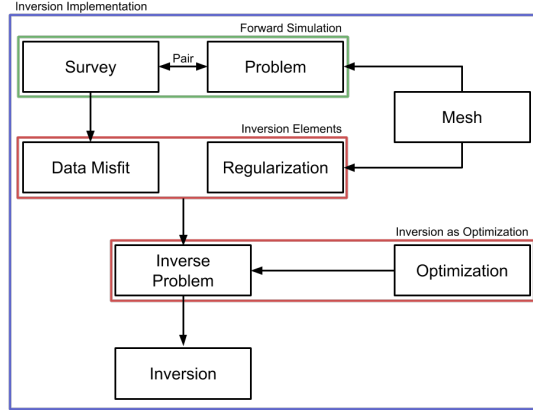 Inversion Implementation
Forward Simulation
Survey
Pair
Problem
Mesh
Inversion Elements
Data Misfit
Regularization
Inversion as Optimization
Inverse
Problem
Optimization
Inversion